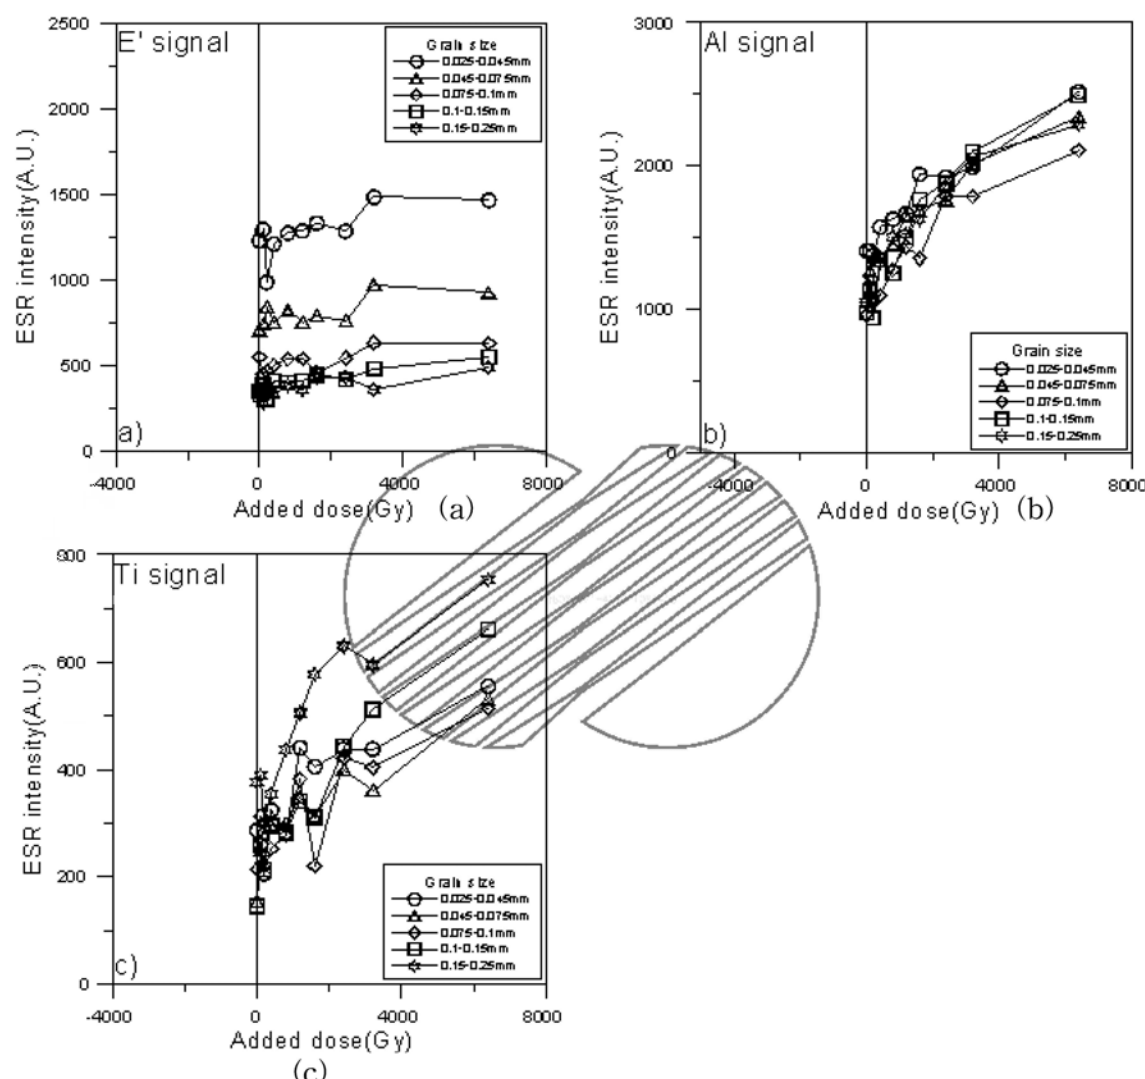 E' signal
2500
2000
1500
1000
500
0
ESR intensity(A.U.)
Grain size
0.025-0.045mm
0.045-0.075mm
0.075-0.1mm
0.1-0.15mm
0.15-0.25mm
a)
-4000 0 4000 8000
Added dose(Gy) (a)
Al signal
3000
2000
1000
0
ESR intensity(A.U.)
Grain size
0.025-0.045mm
0.045-0.075mm
0.075-0.1mm
0.1-0.15mm
0.15-0.25mm
b)
-4000 0 4000 8000
Added dose(Gy) (b)
Ti signal
800
600
400
200
0
ESR intensity(A.U.)
Grain size
0.025-0.045mm
0.045-0.075mm
0.075-0.1mm
0.1-0.15mm
0.15-0.25mm
c)
-4000 0 4000 8000
Added dose(Gy)
(c)